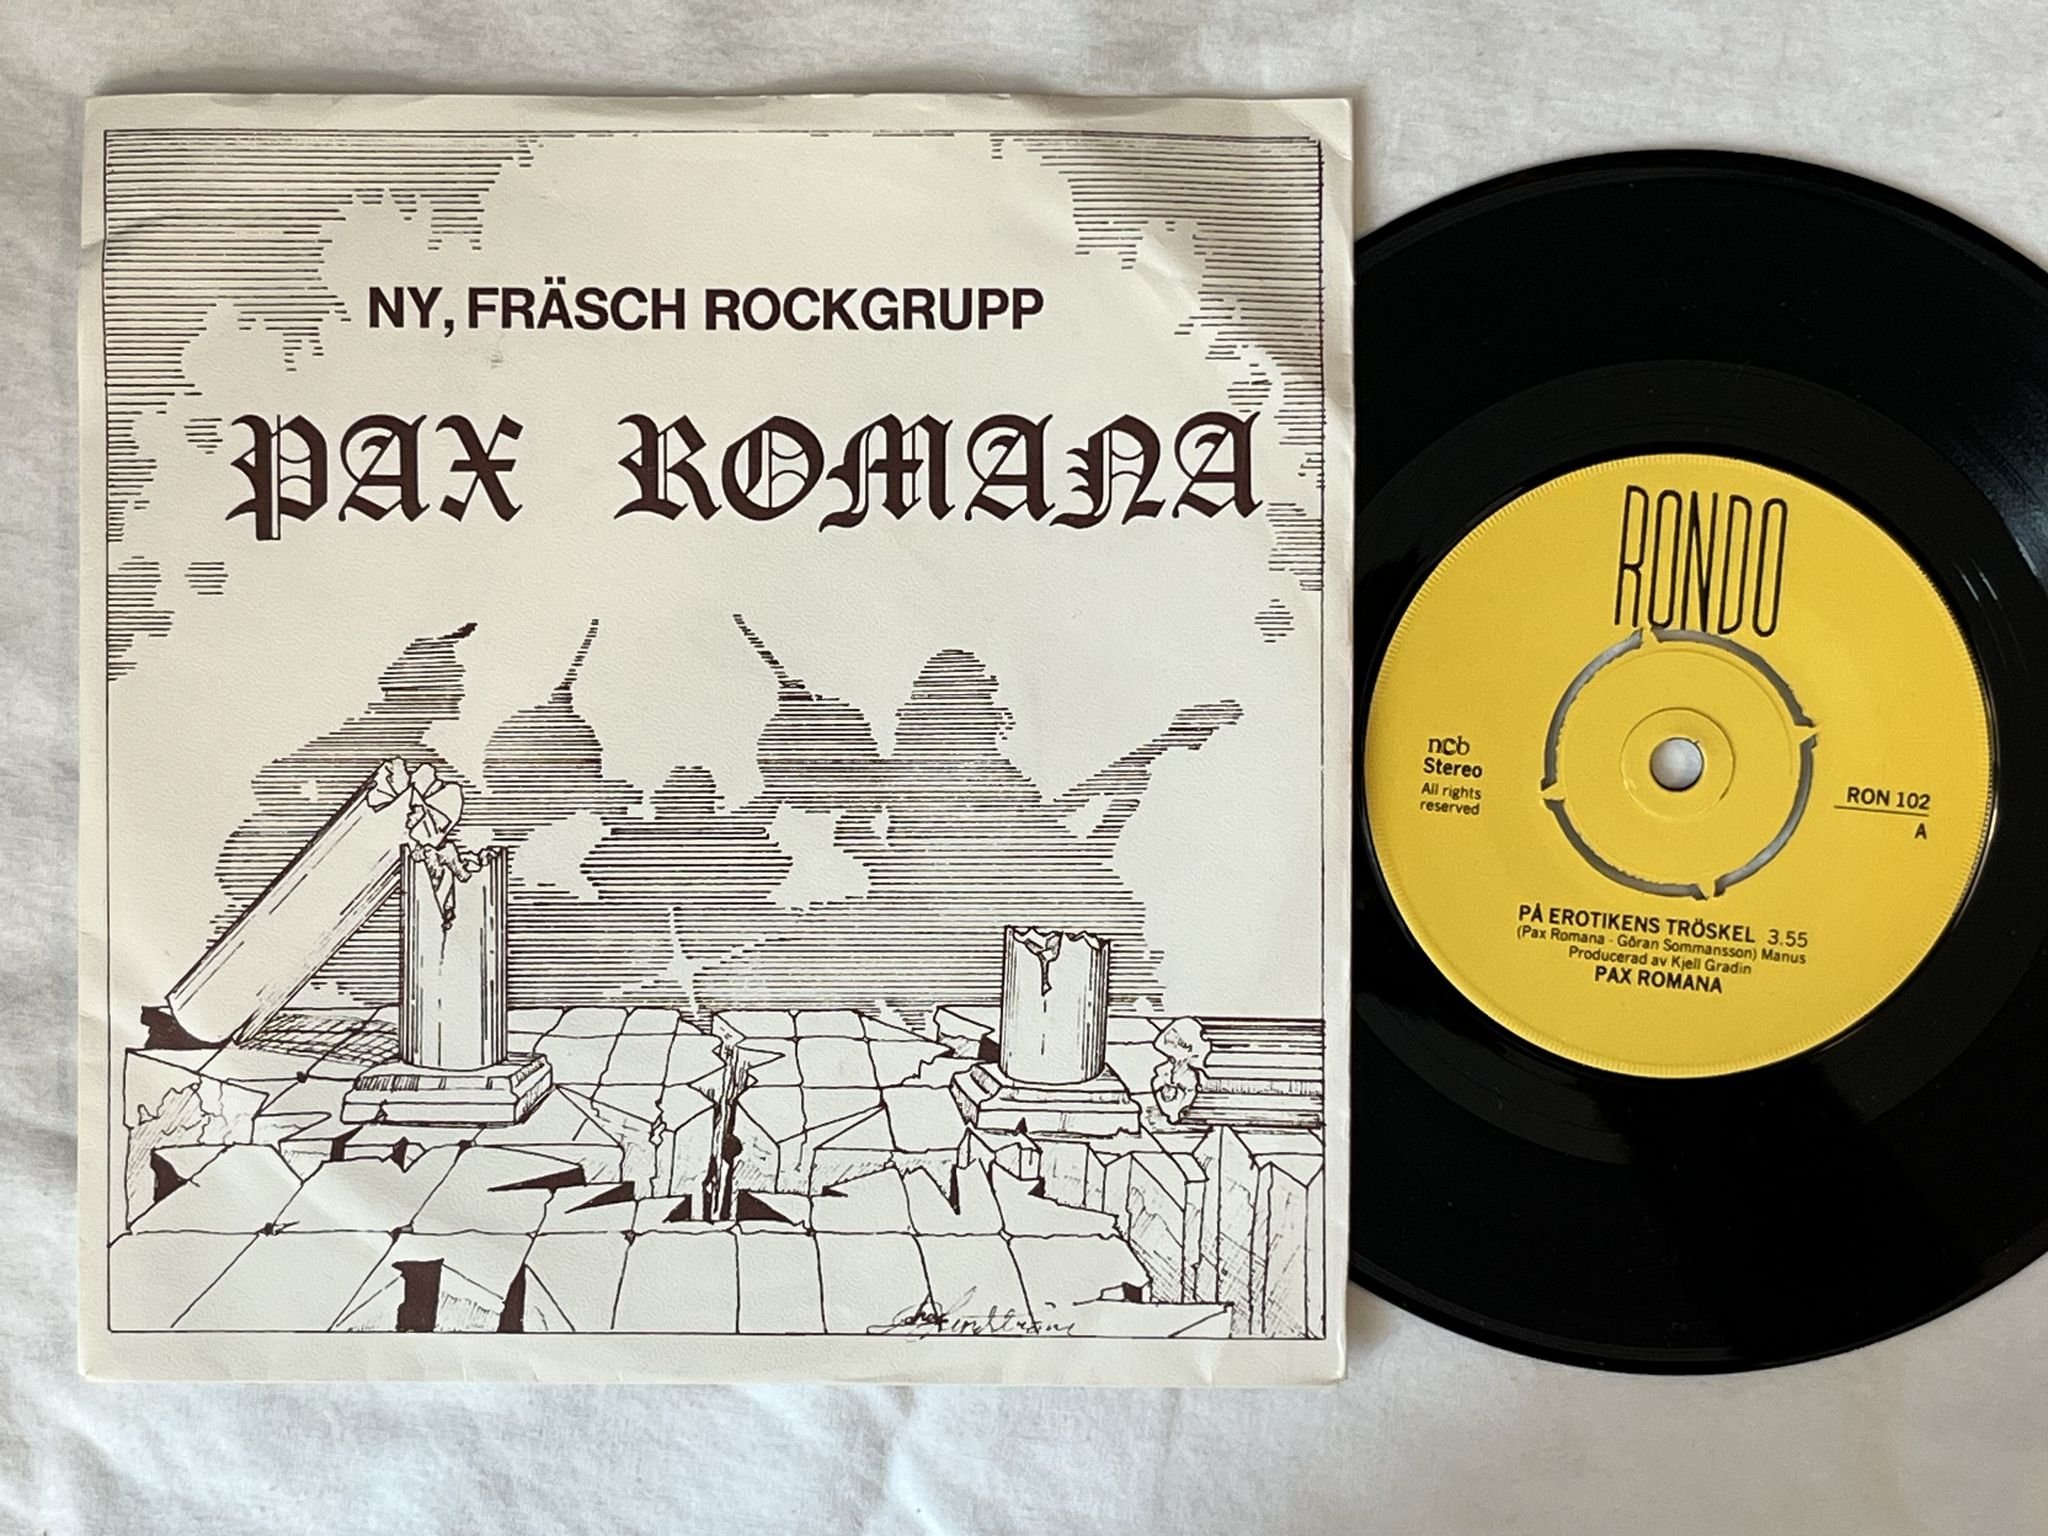 NY, FRÄSCH ROCKGRUPP
PAX ROMANA
RONDO
ncb
Stereo
All rights
reserved
RON 102
A
PÅ EROTIKENS TRÖSKEL 3.55
(Pax Romana - Göran Sommansson) Manus
Producerad av Kjell Gradin
PAX ROMANA